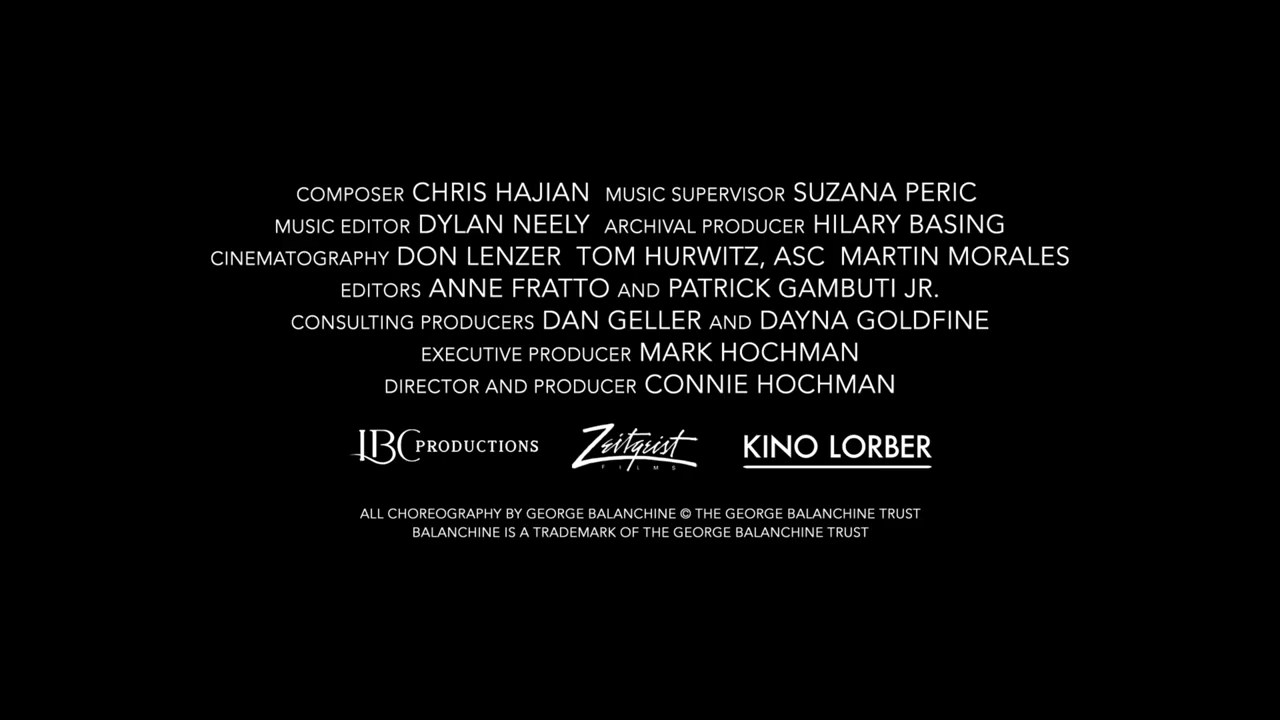 COMPOSER CHRIS HAJIAN MUSIC SUPERVISOR SUZANA PERIC
MUSIC EDITOR DYLAN NEELY ARCHIVAL PRODUCER HILARY BASING
CINEMATOGRAPHY DON LENZER TOM HURWITZ, ASC MARTIN MORALES
EDITORS ANNE FRATTO AND PATRICK GAMBUTI JR.
CONSULTING PRODUCERS DAN GELLER AND DAYNA GOLDFINE
EXECUTIVE PRODUCER MARK HOCHMAN
DIRECTOR AND PRODUCER CONNIE HOCHMAN
IBC PRODUCTIONS Zeitgeist FILMS KINO LORBER
ALL CHOREOGRAPHY BY GEORGE BALANCHINE © THE GEORGE BALANCHINE TRUST
BALANCHINE IS A TRADEMARK OF THE GEORGE BALANCHINE TRUST